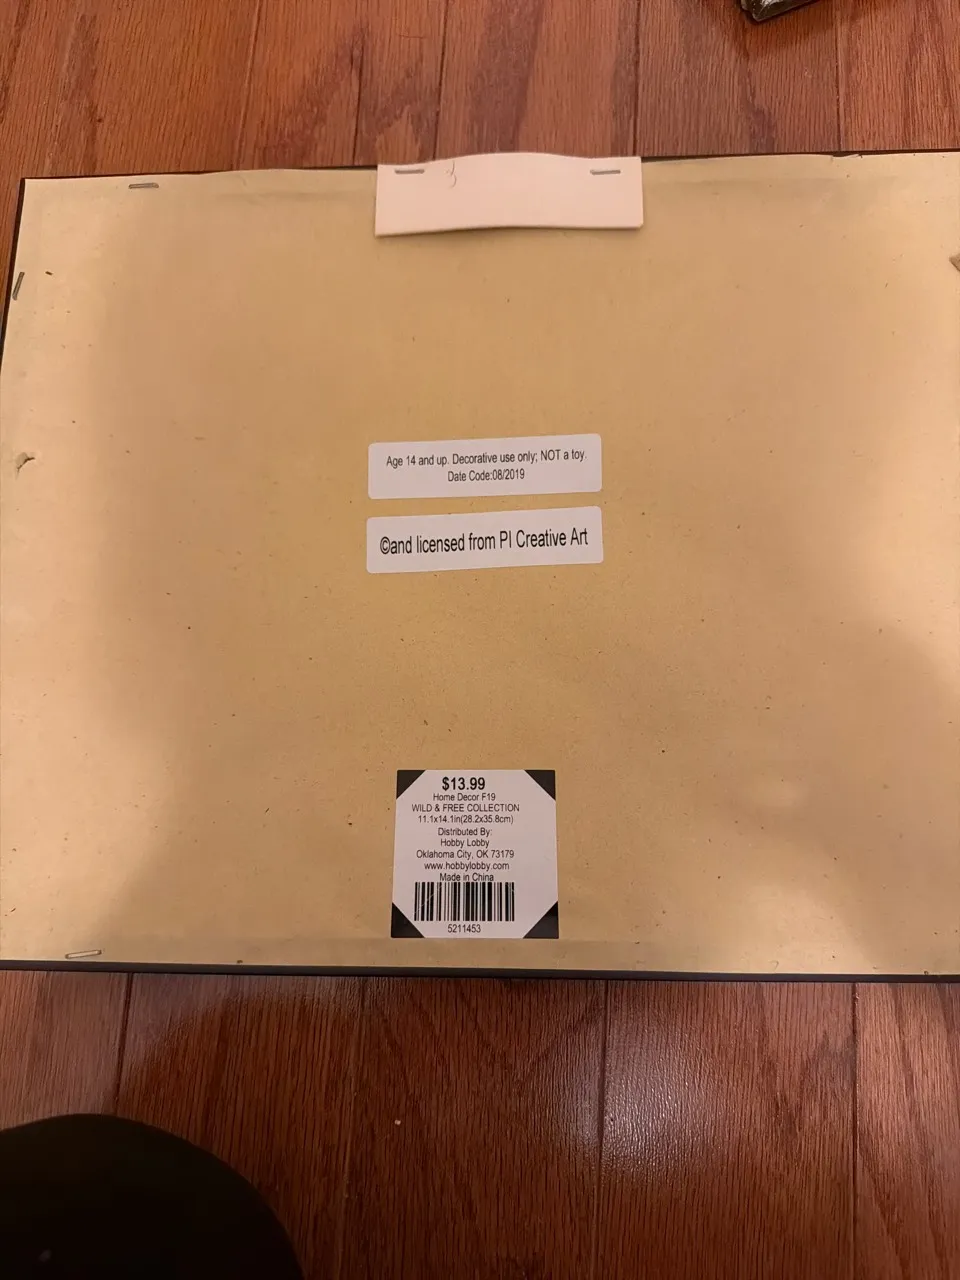 Age 14 and up. Decorative use only; NOT a toy.
Date Code:08/2019
©and licensed from PI Creative Art
$13.99
Home Decor F19
WILD & FREE COLLECTION
11.1x14.1in(28.2x35.8cm)
Distributed By:
Hobby Lobby
Oklahoma City, OK 73179
www.hobbylobby.com
Made in China
5211453